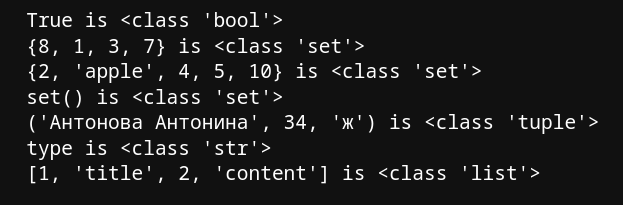 True is <class 'bool'>
{8, 1, 3, 7} is <class 'set'>
{2, 'apple', 4, 5, 10} is <class 'set'>
set() is <class 'set'>
('Антонова Антонина', 34, 'ж') is <class 'tuple'>
type is <class 'str'>
[1, 'title', 2, 'content'] is <class 'list'>